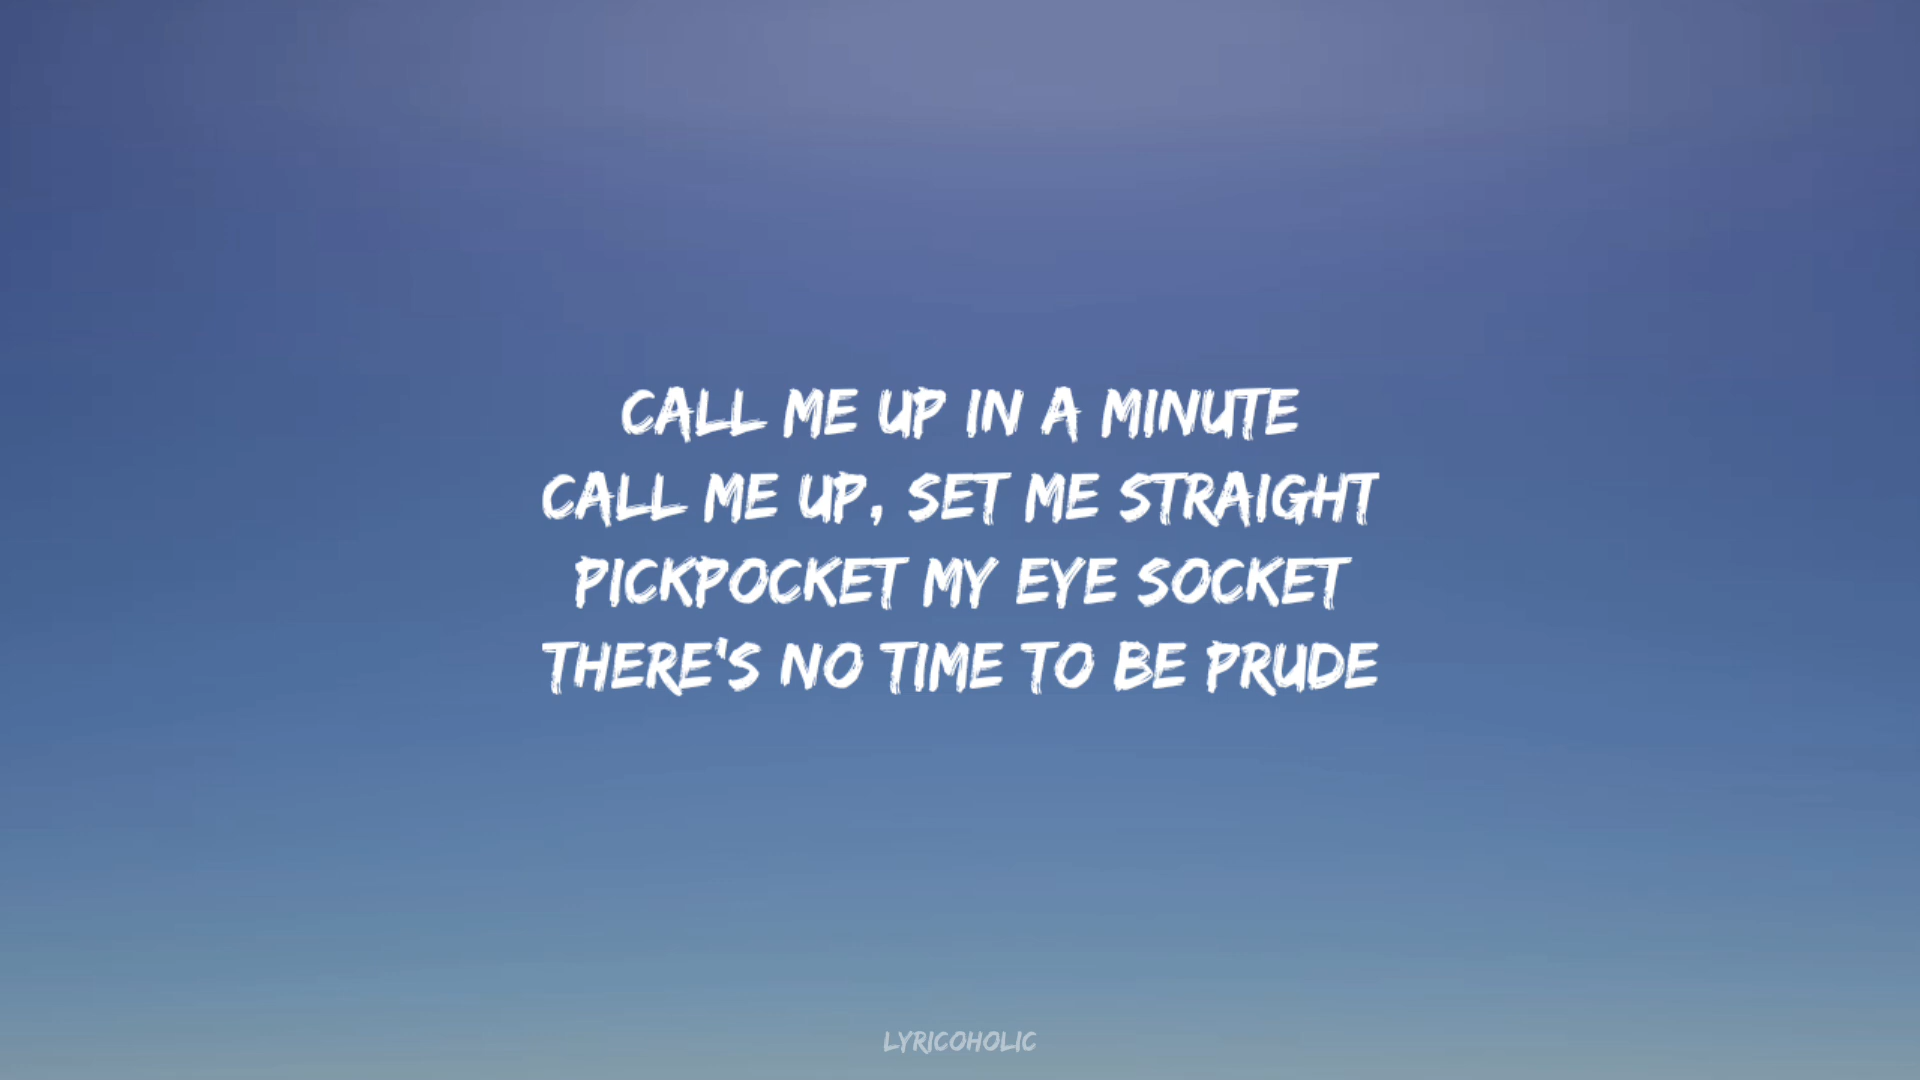 CALL ME UP IN A MINUTE
CALL ME UP, SET ME STRAIGHT
PICKPOCKET MY EYE SOCKET
THERE'S NO TIME TO BE PRUDE
LYRICOHOLIC